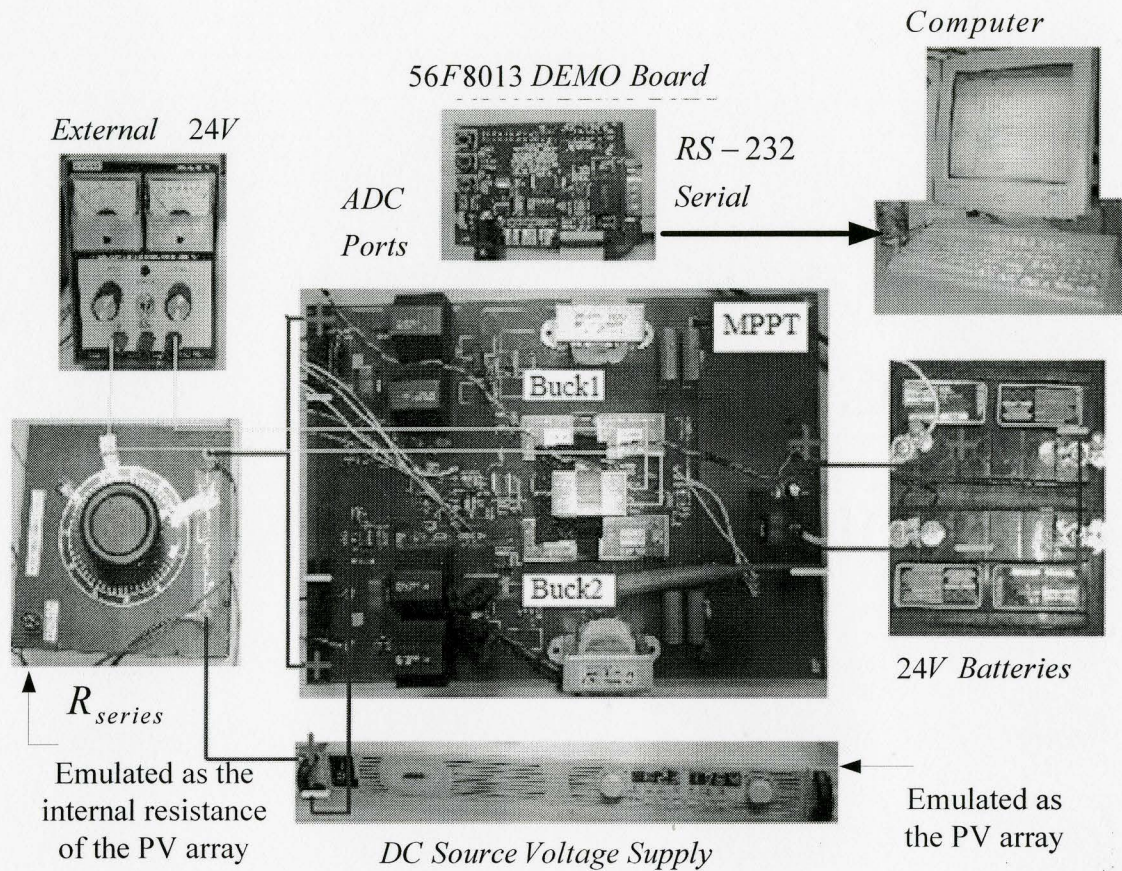 Computer
56F8013 DEMO Board
External 24V
RS – 232
Serial
ADC
Ports
MPPT
Buck1
Buck2
24V Batteries
R series
Emulated as the
internal resistance
of the PV array
Emulated as
the PV array
DC Source Voltage Supply